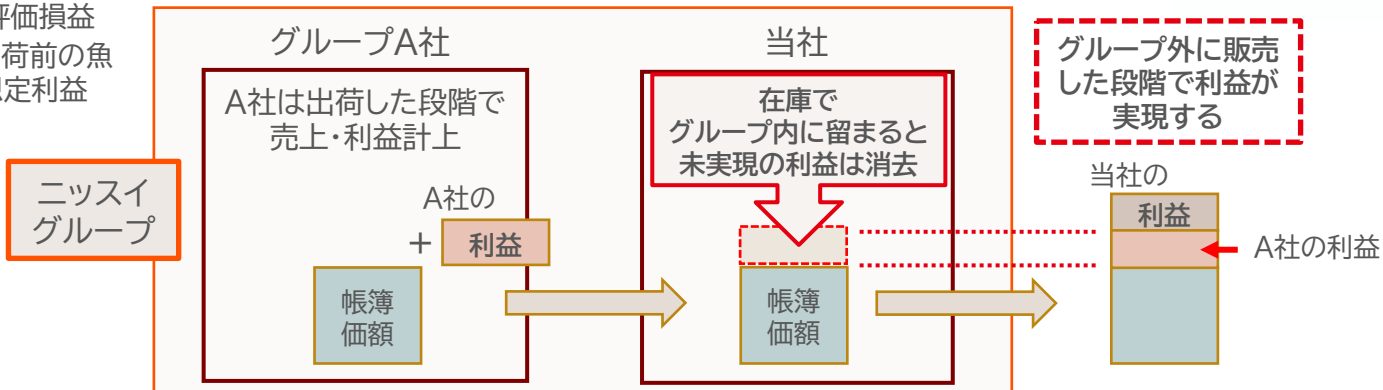 評価損益
荷前の魚
想定利益
ニッスイ
グループ
グループA社
A社は出荷した段階で
売上・利益計上
A社の
＋
利益
帳簿
価額
当社
在庫で
グループ内に留まると
未実現の利益は消去
帳簿
価額
グループ外に販売
した段階で利益が
実現する
当社の
利益
A社の利益